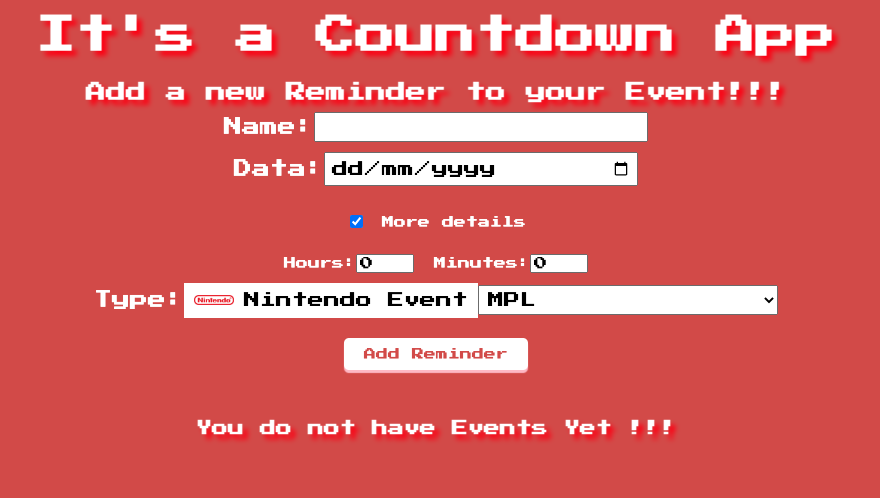 It's a Countdown App
Add a new Reminder to your Event!!!
Name:
Data: dd/mm/yyyy
More details
Hours: 0 Minutes: 0
Type: Nintendo Nintendo Event MPL
Add Reminder
You do not have Events Yet !!!